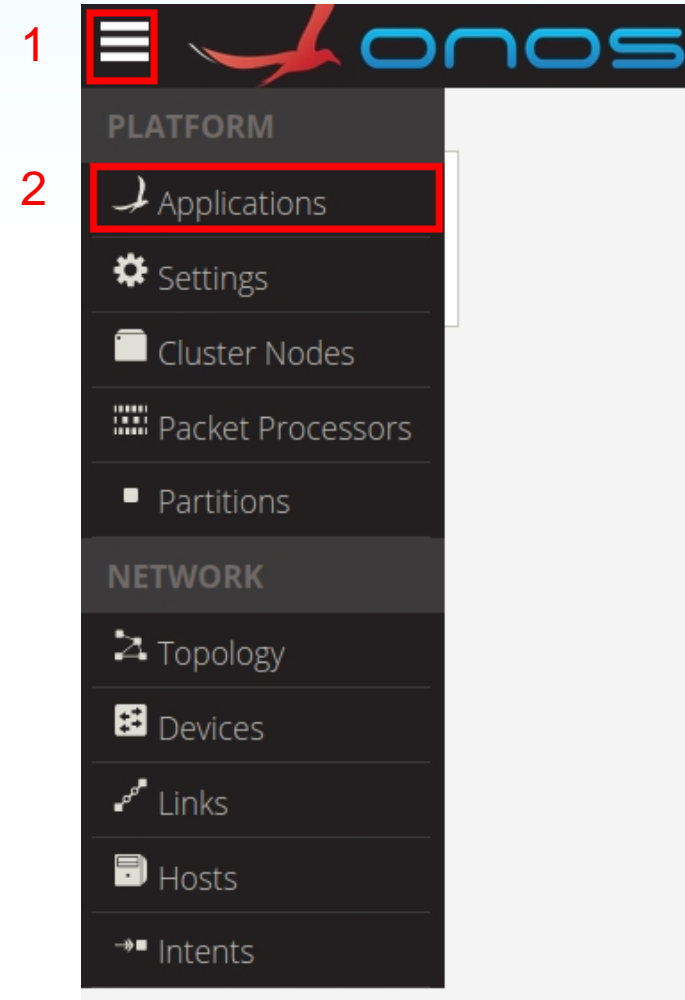 1
onos
PLATFORM
2
Applications
Settings
Cluster Nodes
Packet Processors
Partitions
NETWORK
Topology
Devices
Links
Hosts
Intents